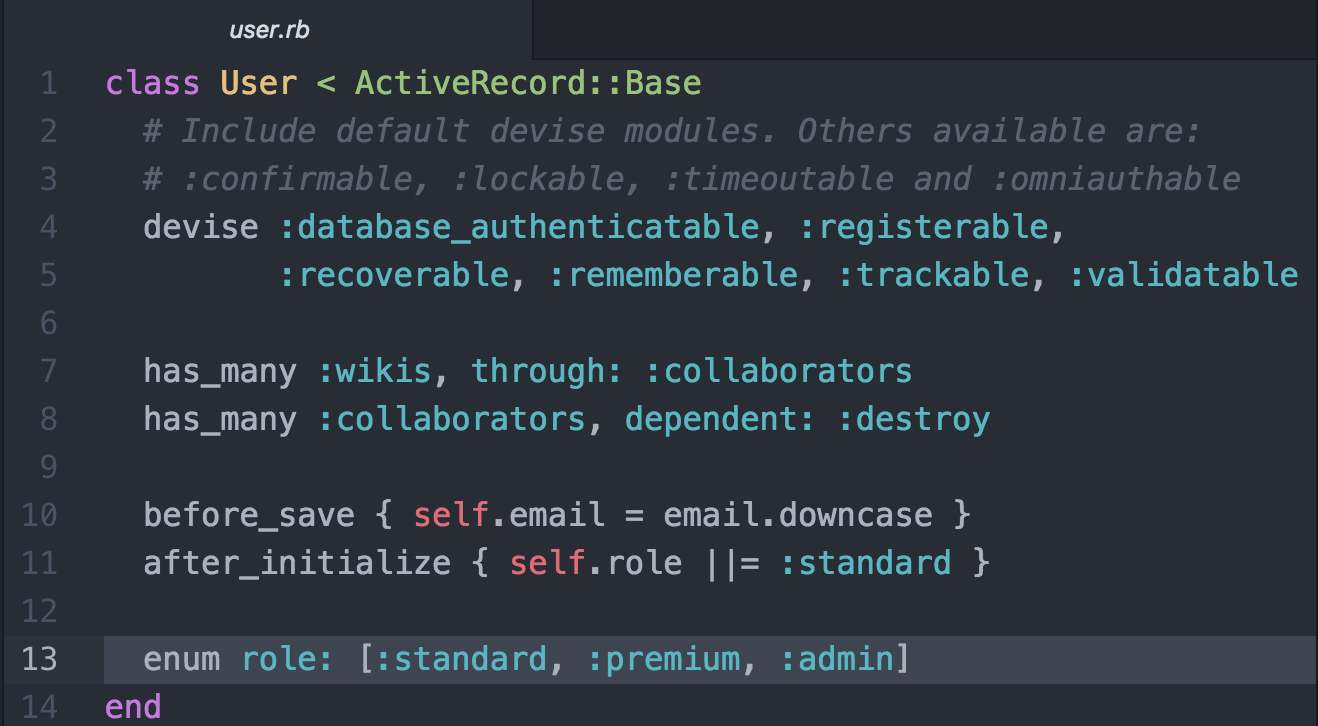 user.rb
1 class User < ActiveRecord::Base
2 # Include default devise modules. Others available are:
3 # :confirmable, :lockable, :timeoutable and :omniauthable
4 devise :database_authenticatable, :registerable,
5 :recoverable, :rememberable, :trackable, :validatable
6
7 has_many :wikis, through: :collaborators
8 has_many :collaborators, dependent: :destroy
9
10 before_save { self.email = email.downcase }
11 after_initialize { self.role ||= :standard }
12
13 enum role: [:standard, :premium, :admin]
14 end